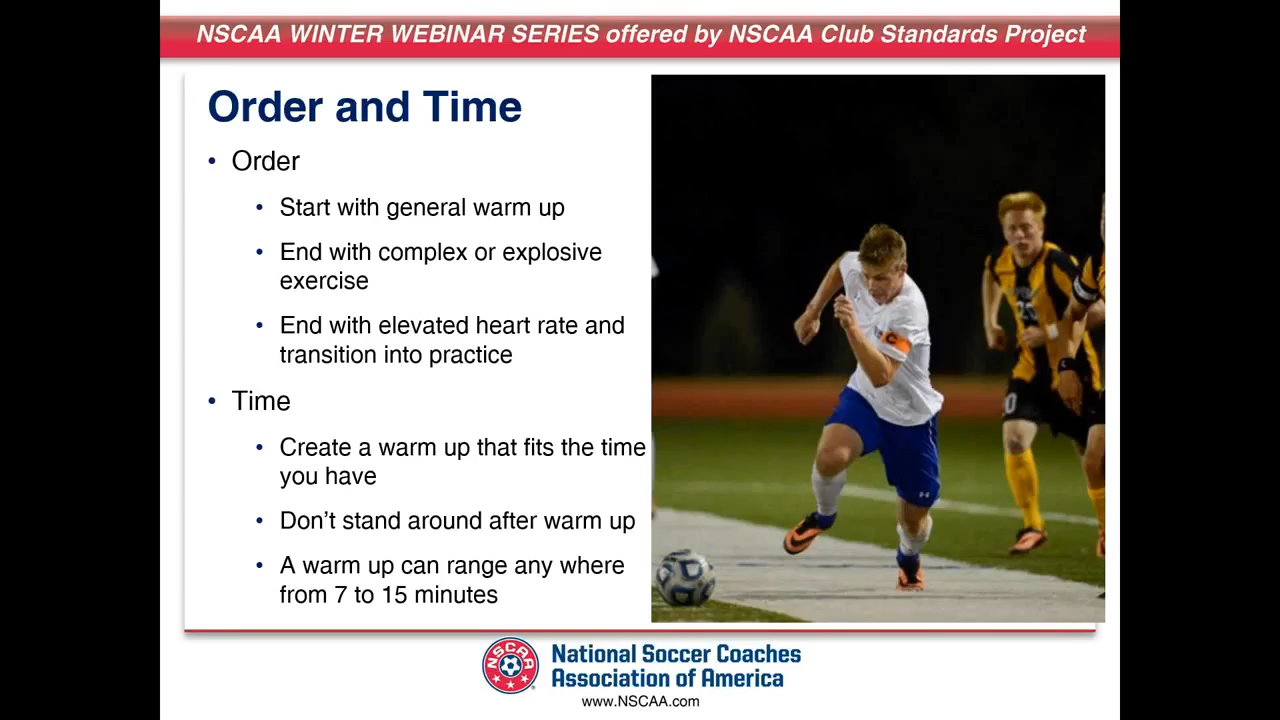 NSCAA WINTER WEBINAR SERIES offered by NSCAA Club Standards Project
Order and Time
• Order
• Start with general warm up
• End with complex or explosive
exercise
• End with elevated heart rate and
transition into practice
• Time
• Create a warm up that fits the time
you have
• Don’t stand around after warm up
• A warm up can range any where
from 7 to 15 minutes
C
NSCAA
National Soccer Coaches
Association of America
www.NSCAA.com